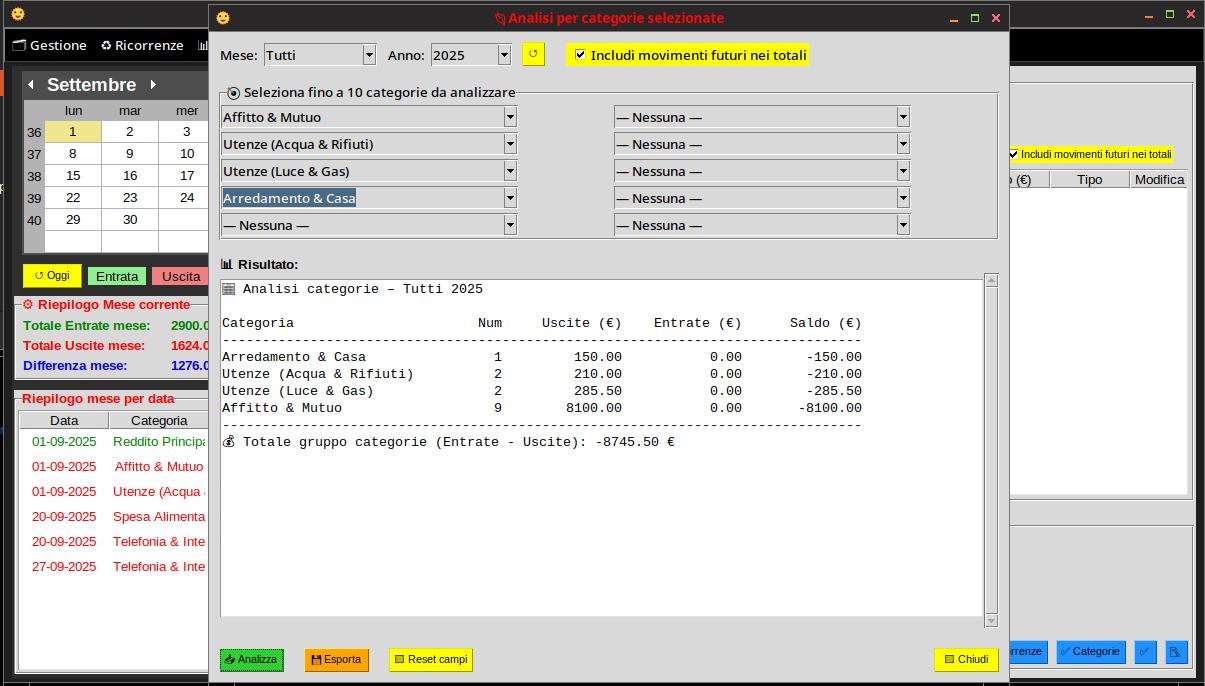 Analisi per categorie selezionate
Gestione
Ricorrenze
Settembre
lun mar mer
36 1 2 3
37 8 9 10
38 15 16 17
39 22 23 24
40 29 30
Oggi
Entrata
Uscita
Riepilogo Mese corrente
Totale Entrate mese: 2900.0
Totale Uscite mese: 1624.0
Differenza mese: 1276.0
Riepilogo mese per data
Data Categoria
01-09-2025 Reddito Principa
01-09-2025 Affitto & Mutuo
01-09-2025 Utenze (Acqua
20-09-2025 Spesa Alimenta
20-09-2025 Telefonia & Inte
27-09-2025 Telefonia & Inte
Mese: Tutti Anno: 2025 Includi movimenti futuri nei totali
Seleziona fino a 10 categorie da analizzare
Affitto & Mutuo — Nessuna —
Utenze (Acqua & Rifiuti) — Nessuna —
Utenze (Luce & Gas) — Nessuna —
Arredamento & Casa — Nessuna —
— Nessuna — — Nessuna —
Risultato:
Analisi categorie – Tutti 2025
Categoria Num Uscite (€) Entrate (€) Saldo (€)
--------------------------------------------------------------------------------
Arredamento & Casa 1 150.00 0.00 -150.00
Utenze (Acqua & Rifiuti) 2 210.00 0.00 -210.00
Utenze (Luce & Gas) 2 285.50 0.00 -285.50
Affitto & Mutuo 9 8100.00 0.00 -8100.00
--------------------------------------------------------------------------------
Totale gruppo categorie (Entrate - Uscite): -8745.50 €
Analizza
Esporta
Reset campi
Chiudi
Includi movimenti futuri nei totali
(€) Tipo Modifica
rrenze
Categorie